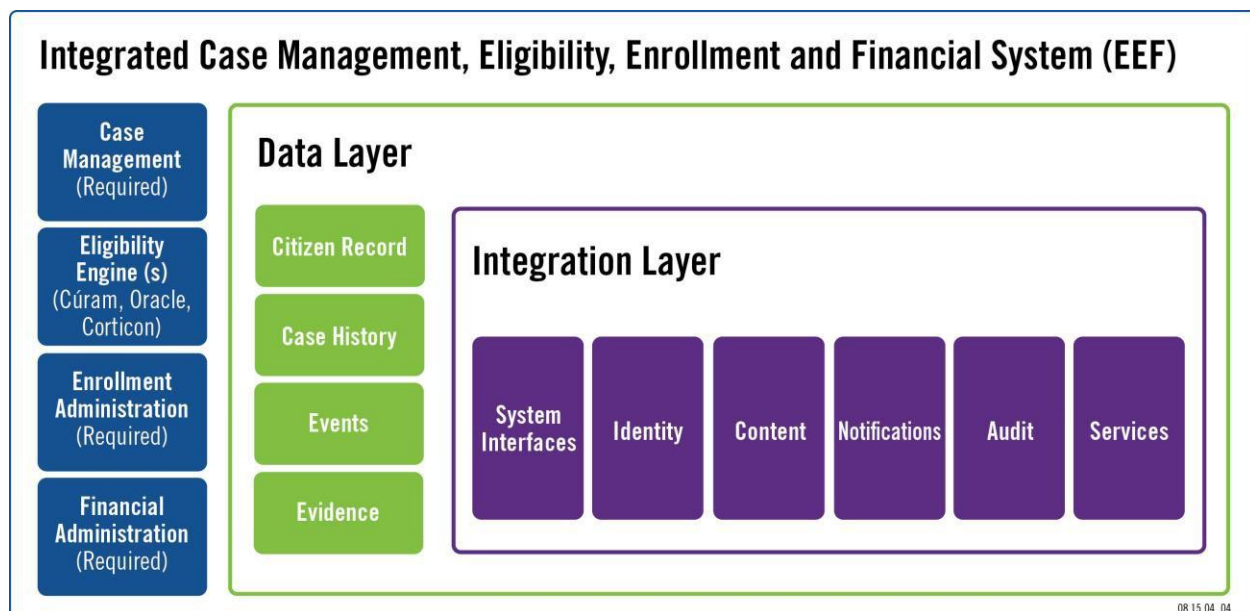 Integrated Case Management, Eligibility, Enrollment and Financial System (EEF)
Case
Management
(Required)
Eligibility
Engine (s)
(Cúram, Oracle,
Corticon)
Enrollment
Administration
(Required)
Financial
Administration
(Required)
Data Layer
Citizen Record
Case History
Events
Evidence
Integration Layer
System
Interfaces
Identity
Content
Notifications
Audit
Services
08.15.04_04